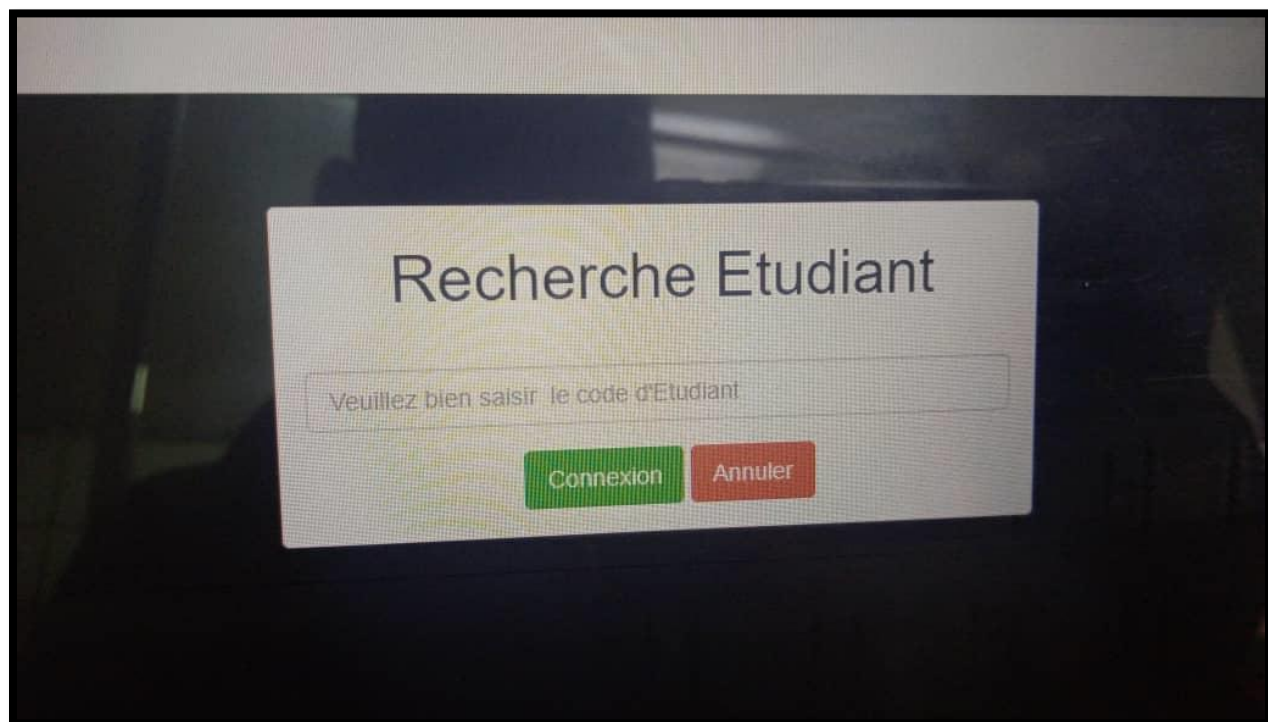 Recherche Etudiant
Veuillez bien saisir le code d'Etudiant
Connexion Annuler